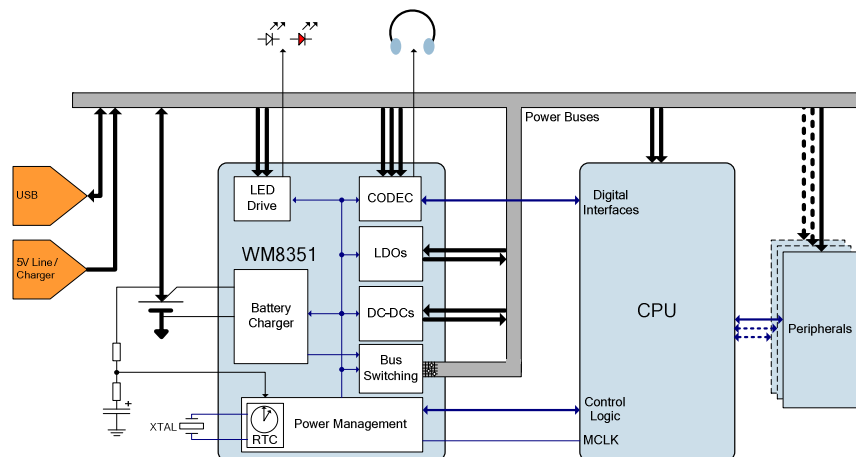 Power Buses
USB
LED
Drive
CODEC
Digital
Interfaces
5V Line /
Charger
WM8351
LDOs
Battery
Charger
DC-DCs
CPU
Peripherals
Bus
Switching
+
XTAL
RTC
Power Management
Control
Logic
MCLK